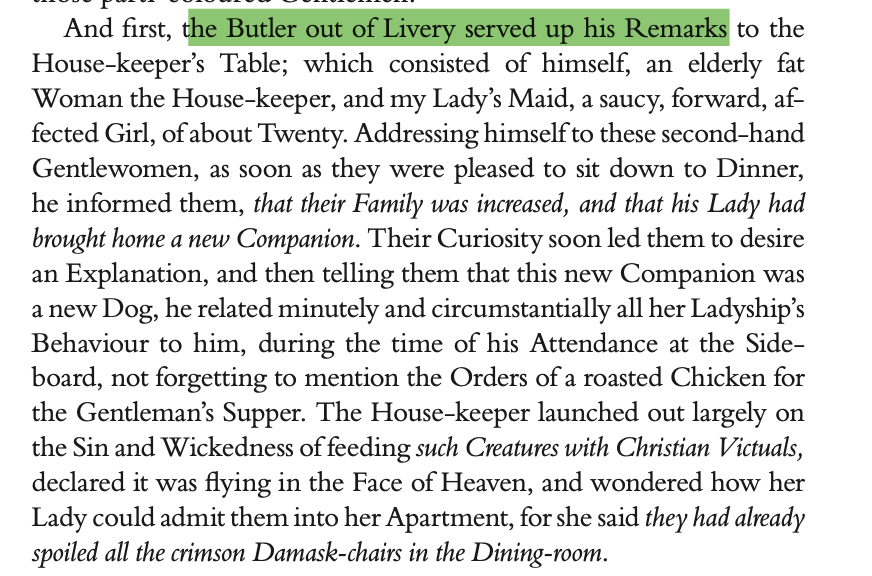 those parti-coloured Gentlemen.
And first, the Butler out of Livery served up his Remarks to the
House-keeper's Table; which consisted of himself, an elderly fat
Woman the House-keeper, and my Lady's Maid, a saucy, forward, af-
fected Girl, of about Twenty. Addressing himself to these second-hand
Gentlewomen, as soon as they were pleased to sit down to Dinner,
he informed them, that their Family was increased, and that his Lady had
brought home a new Companion. Their Curiosity soon led them to desire
an Explanation, and then telling them that this new Companion was
a new Dog, he related minutely and circumstantially all her Ladyship's
Behaviour to him, during the time of his Attendance at the Side-
board, not forgetting to mention the Orders of a roasted Chicken for
the Gentleman's Supper. The House-keeper launched out largely on
the Sin and Wickedness of feeding such Creatures with Christian Victuals,
declared it was flying in the Face of Heaven, and wondered how her
Lady could admit them into her Apartment, for she said they had already
spoiled all the crimson Damask-chairs in the Dining-room.